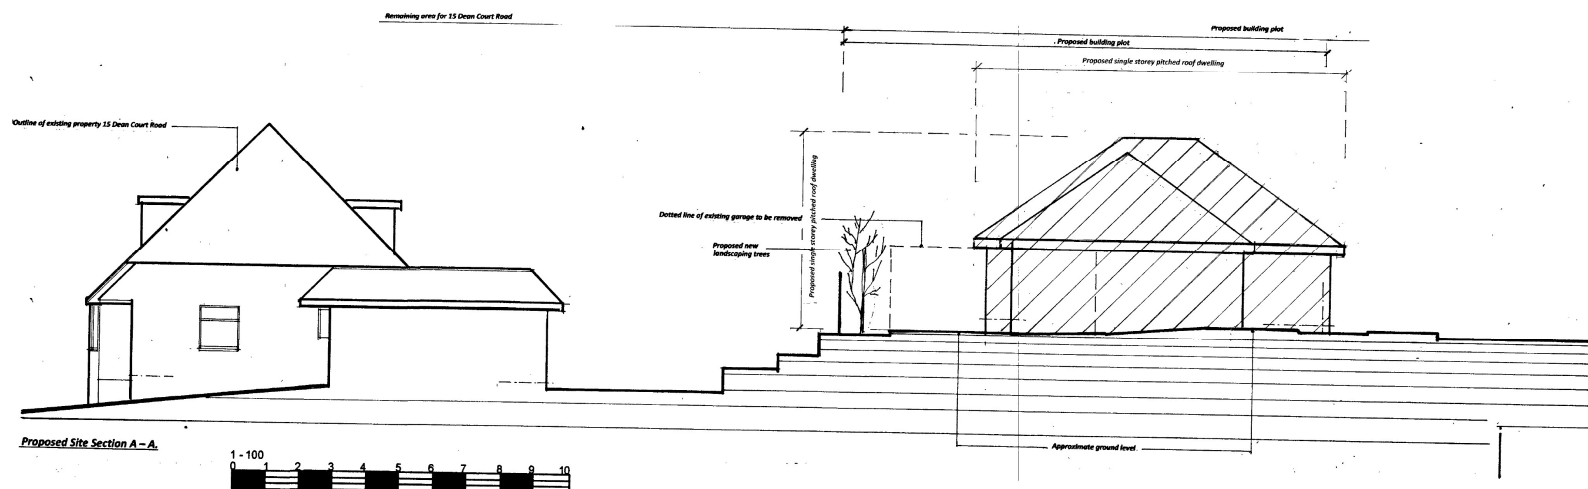 Remaining area for 15 Dean Court Road
Proposed building plot
Proposed building plot
Proposed single storey pitched roof dwelling
Outline of existing property 15 Dean Court Road
Proposed single storey pitched roof dwelling
Dotted line of existing garage to be removed
Proposed new
landscaping trees
Approximate ground level
Proposed Site Section A – A.
1 - 100
0 1 2 3 4 5 6 7 8 9 10